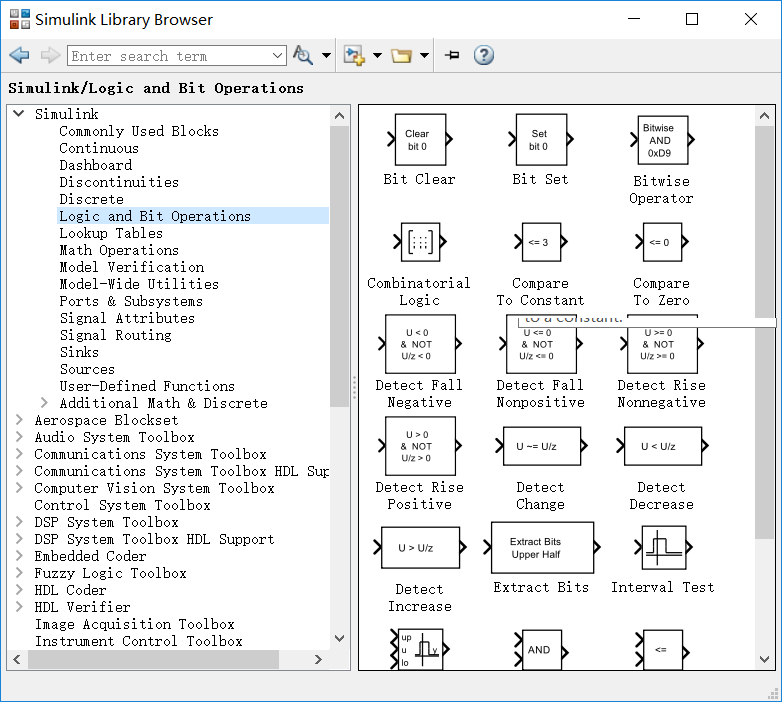 Simulink Library Browser
Enter search term
Simulink/Logic and Bit Operations
Simulink
Commonly Used Blocks
Continuous
Dashboard
Discontinuities
Discrete
Logic and Bit Operations
Lookup Tables
Math Operations
Model Verification
Model-Wide Utilities
Ports & Subsystems
Signal Attributes
Signal Routing
Sinks
Sources
User-Defined Functions
Additional Math & Discrete
Aerospace Blockset
Audio System Toolbox
Communications System Toolbox
Communications System Toolbox HDL Sup
Computer Vision System Toolbox
Control System Toolbox
DSP System Toolbox
DSP System Toolbox HDL Support
Embedded Coder
Fuzzy Logic Toolbox
HDL Coder
HDL Verifier
Image Acquisition Toolbox
Instrument Control Toolbox
Clear
bit 0
Bit Clear
Set
bit 0
Bit Set
Bitwise
AND
0xD9
Bitwise
Operator
[:::]
Combinatorial
Logic
<= 3
Compare
To Constant
<= 0
Compare
To Zero
to a constant.
U < 0
& NOT
U/z < 0
Detect Fall
Negative
U <= 0
& NOT
U/z <= 0
Detect Fall
Nonpositive
U >= 0
& NOT
U/z >= 0
Detect Rise
Nonnegative
U > 0
& NOT
U/z > 0
Detect Rise
Positive
U ~= U/z
Detect
Change
U < U/z
Detect
Decrease
U > U/z
Detect
Increase
Extract Bits
Upper Half
Extract Bits
Interval Test
up
u
lo
y
AND
<=